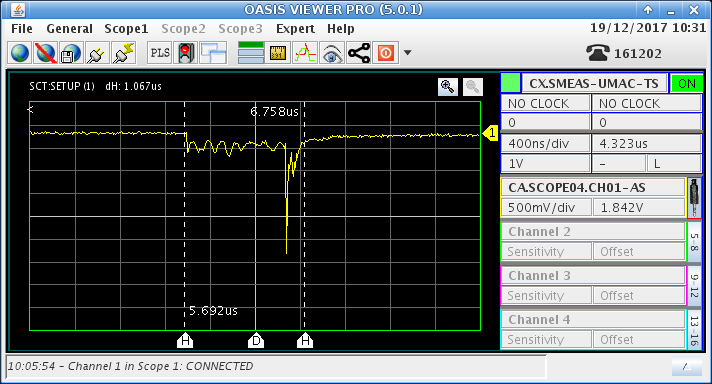 OASIS VIEWER PRO (5.0.1)
File General Scope1 Scope2 Scope3 Expert Help 19/12/2017 10:31
PLS 161202
SCT:SETUP (1) dH: 1.067us
CX.SMEAS-UMAC-TS ON
NO CLOCK NO CLOCK
0 0
400ns/div 4.323us
1V – L
6.758us
<
1
CA.SCOPE04.CH01-AS
500mV/div 1.842V
Channel 2
Sensitivity Offset
5-8
Channel 3
Sensitivity Offset
9-12
Channel 4
Sensitivity Offset
13-16
5.692us
H D H
10:05:54 - Channel 1 in Scope 1: CONNECTED